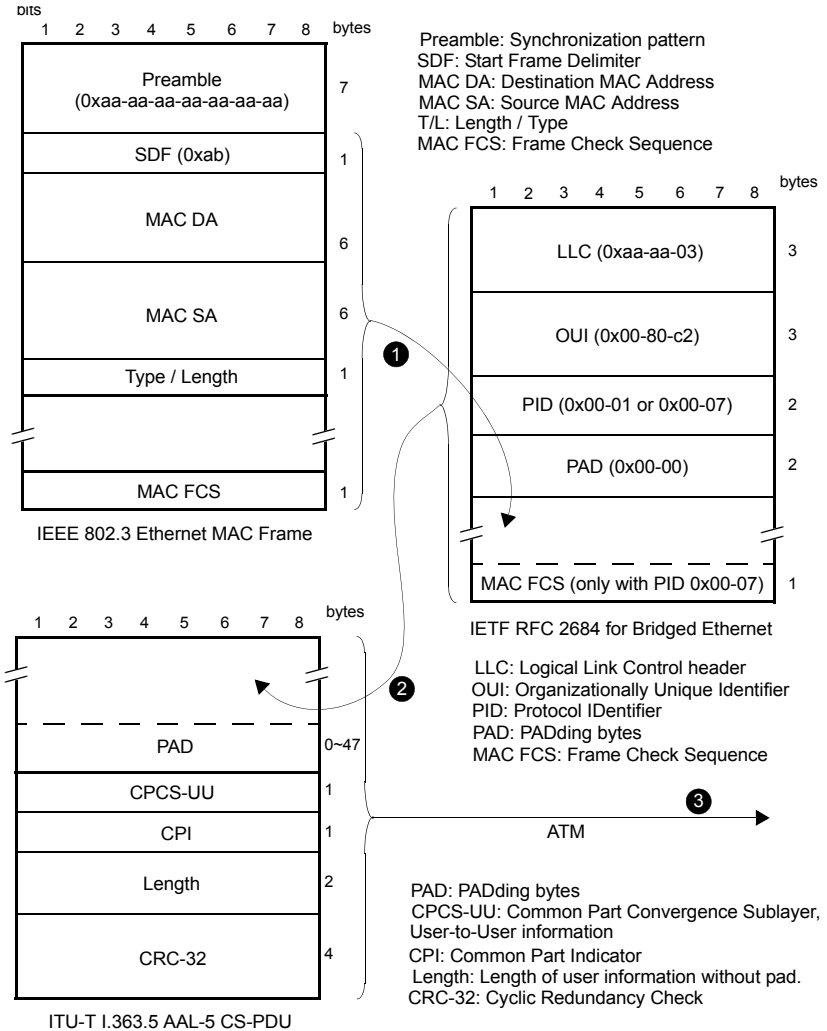 bits
1 2 3 4 5 6 7 8 bytes
Preamble
(0xaa-aa-aa-aa-aa-aa-aa)
7
SDF (0xab)
1
MAC DA
6
MAC SA
6
Type / Length
1
MAC FCS
1
IEEE 802.3 Ethernet MAC Frame
Preamble: Synchronization pattern
SDF: Start Frame Delimiter
MAC DA: Destination MAC Address
MAC SA: Source MAC Address
T/L: Length / Type
MAC FCS: Frame Check Sequence
1
1 2 3 4 5 6 7 8 bytes
LLC (0xaa-aa-03)
3
OUI (0x00-80-c2)
3
PID (0x00-01 or 0x00-07)
2
PAD (0x00-00)
2
MAC FCS (only with PID 0x00-07)
1
IETF RFC 2684 for Bridged Ethernet
LLC: Logical Link Control header
OUI: Organizationally Unique Identifier
PID: Protocol IDentifier
PAD: PADding bytes
MAC FCS: Frame Check Sequence
2
1 2 3 4 5 6 7 8 bytes
PAD
0~47
CPCS-UU
1
CPI
1
Length
2
CRC-32
4
ITU-T I.363.5 AAL-5 CS-PDU
3
ATM
PAD: PADding bytes
CPCS-UU: Common Part Convergence Sublayer,
User-to-User information
CPI: Common Part Indicator
Length: Length of user information without pad.
CRC-32: Cyclic Redundancy Check